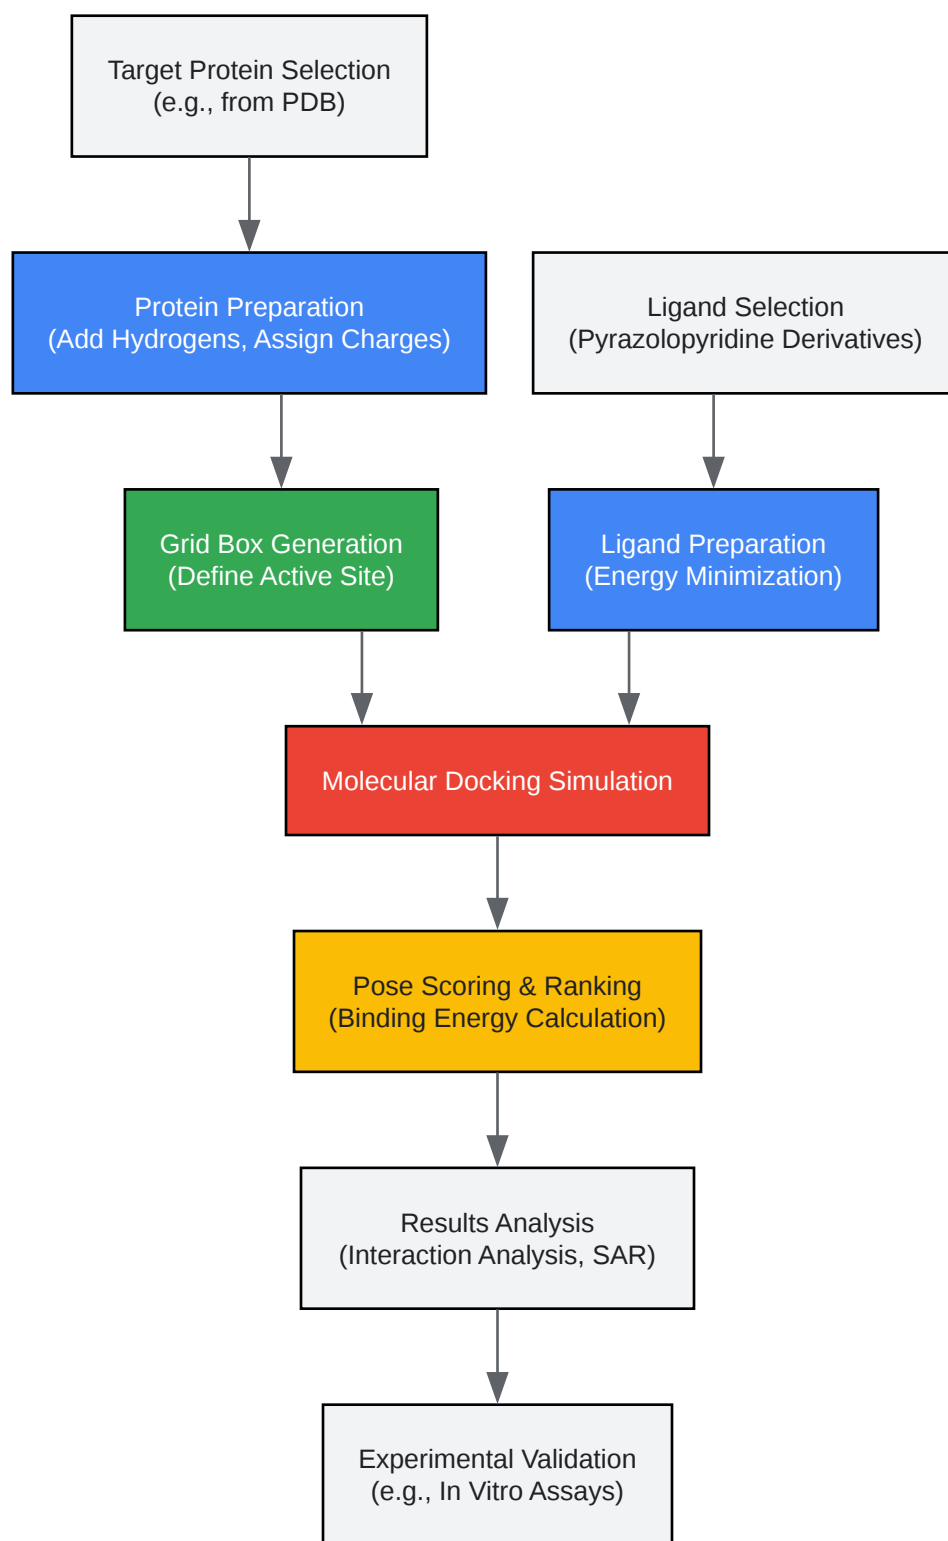 Target Protein Selection
(e.g., from PDB)
Protein Preparation
(Add Hydrogens, Assign Charges)
Ligand Selection
(Pyrazolopyridine Derivatives)
Grid Box Generation
(Define Active Site)
Ligand Preparation
(Energy Minimization)
Molecular Docking Simulation
Pose Scoring & Ranking
(Binding Energy Calculation)
Results Analysis
(Interaction Analysis, SAR)
Experimental Validation
(e.g., In Vitro Assays)